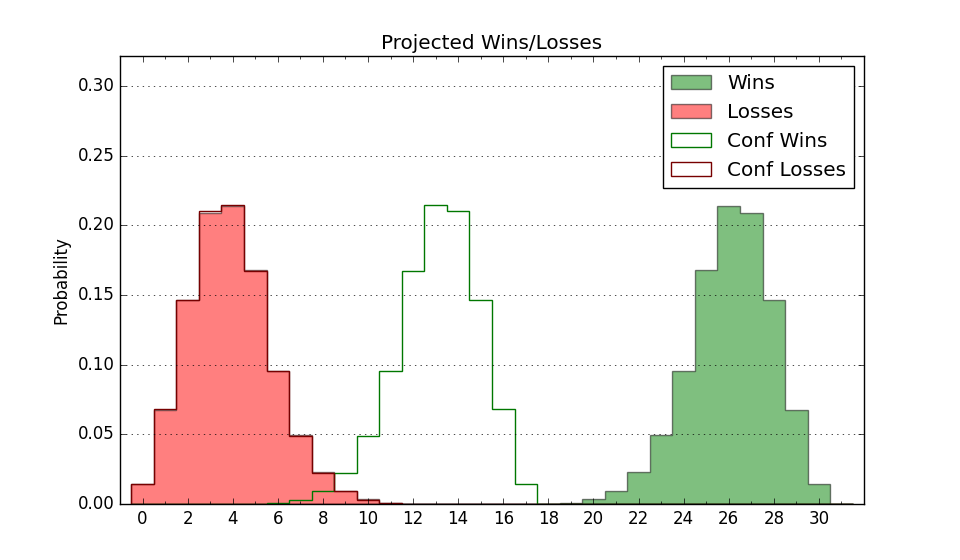 Projected Wins/Losses
Wins
Losses
Conf Wins
Conf Losses
Probability
0.30
0.25
0.20
0.15
0.10
0.05
0.00
0 2 4 6 8 10 12 14 16 18 20 22 24 26 28 30